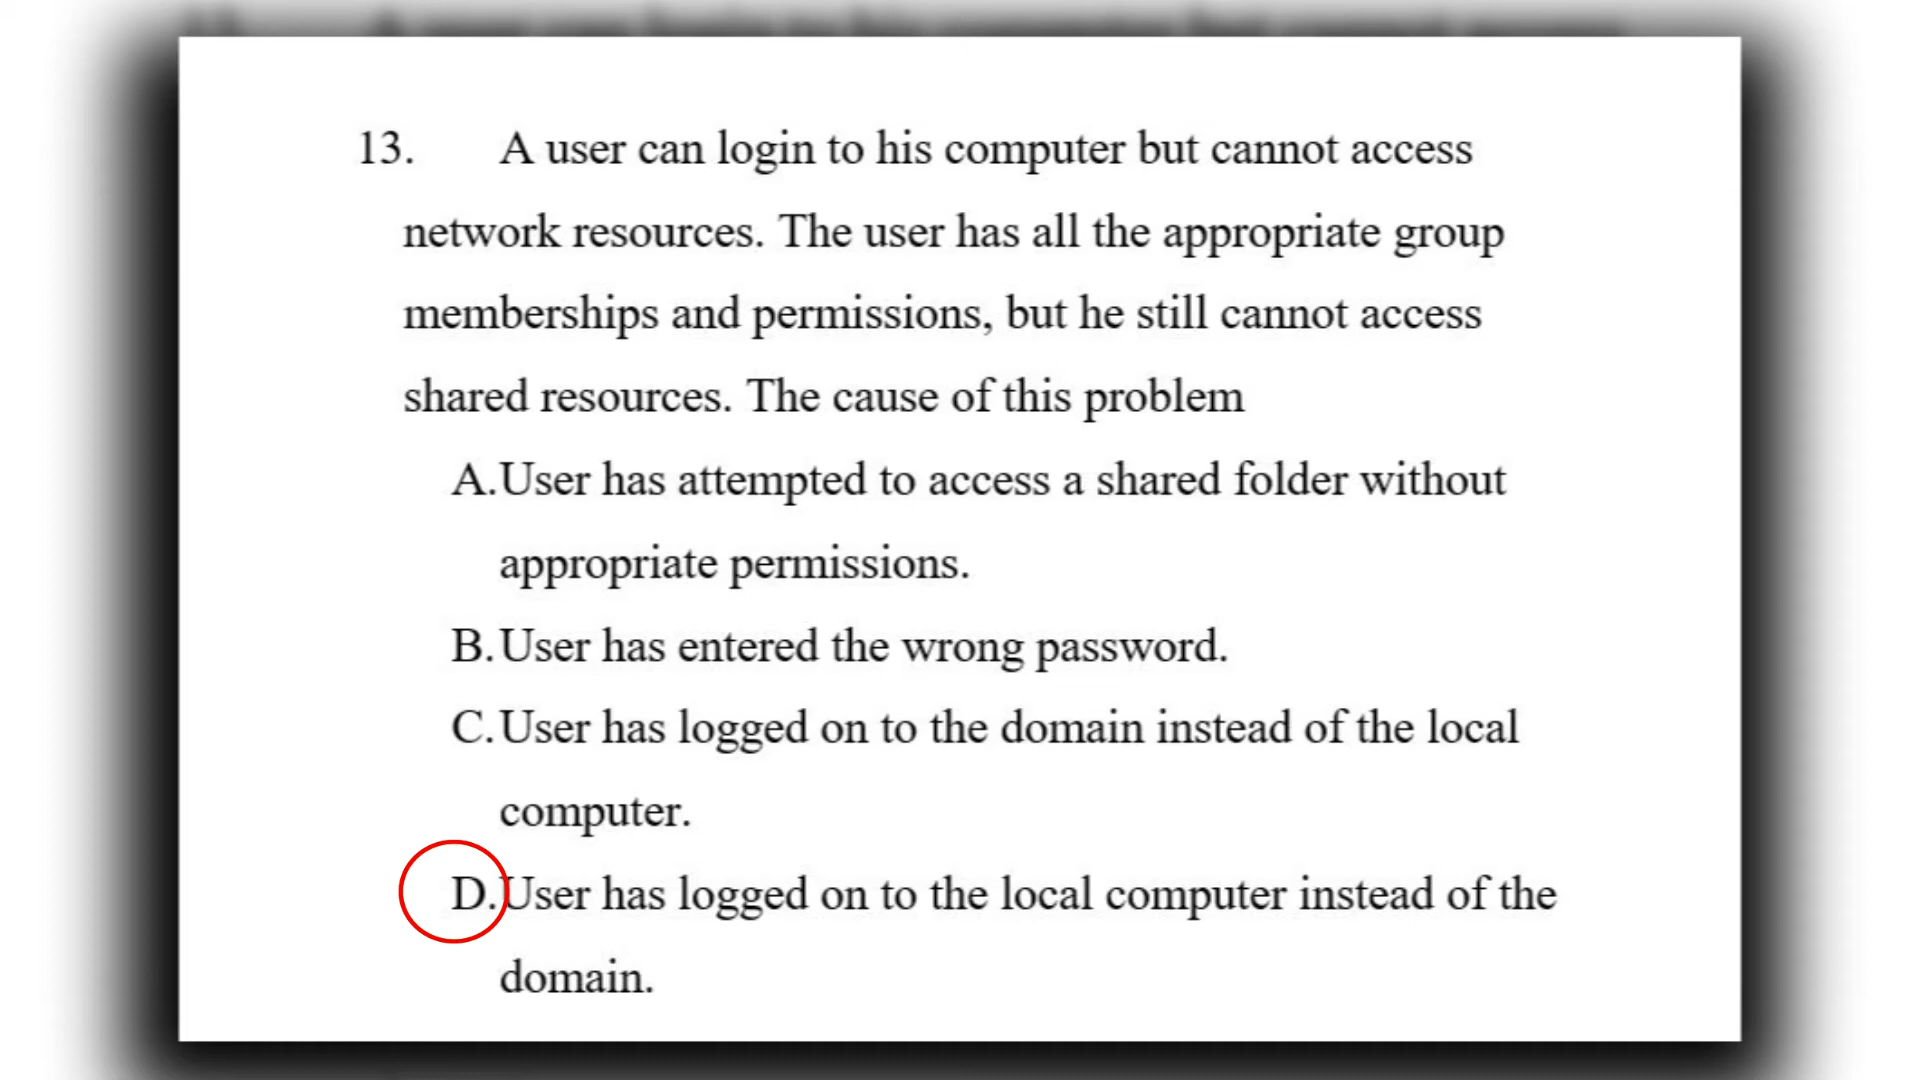 13. A user can login to his computer but cannot access
network resources. The user has all the appropriate group
memberships and permissions, but he still cannot access
shared resources. The cause of this problem
A.User has attempted to access a shared folder without
appropriate permissions.
B.User has entered the wrong password.
C.User has logged on to the domain instead of the local
computer.
D.User has logged on to the local computer instead of the
domain.